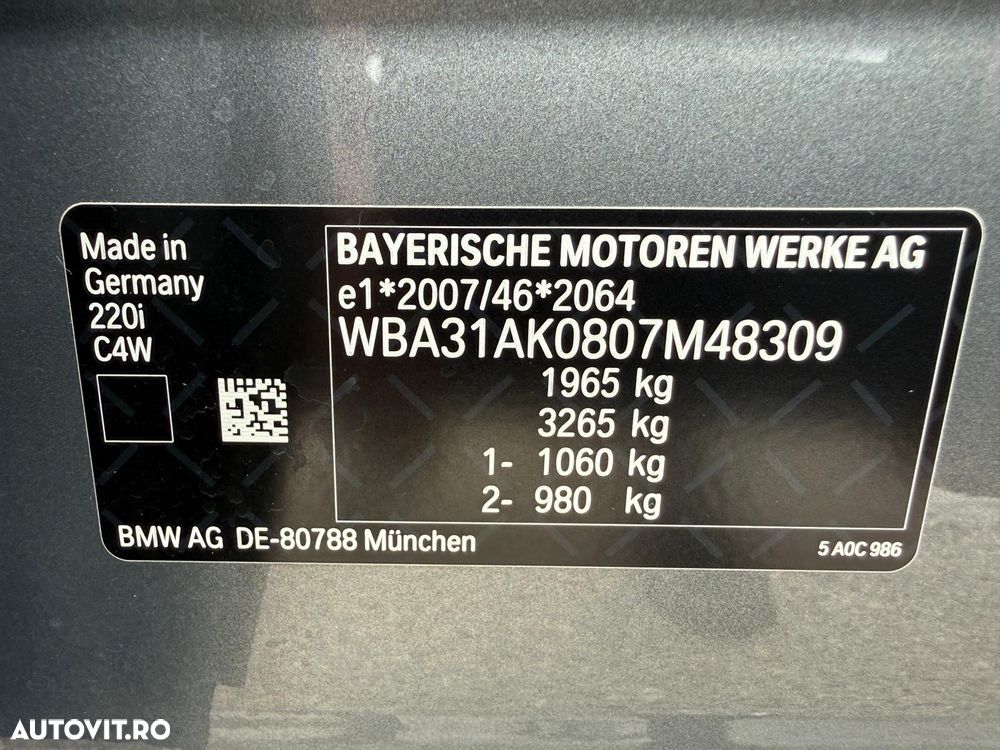 Made in
Germany
220i
C4W
BAYERISCHE MOTOREN WERKE AG
e1*2007/46*2064
WBA31AK0807M48309
1965 kg
3265 kg
1- 1060 kg
2- 980 kg
BMW AG DE-80788 München
5 A0C 986
AUTOVIT.RO